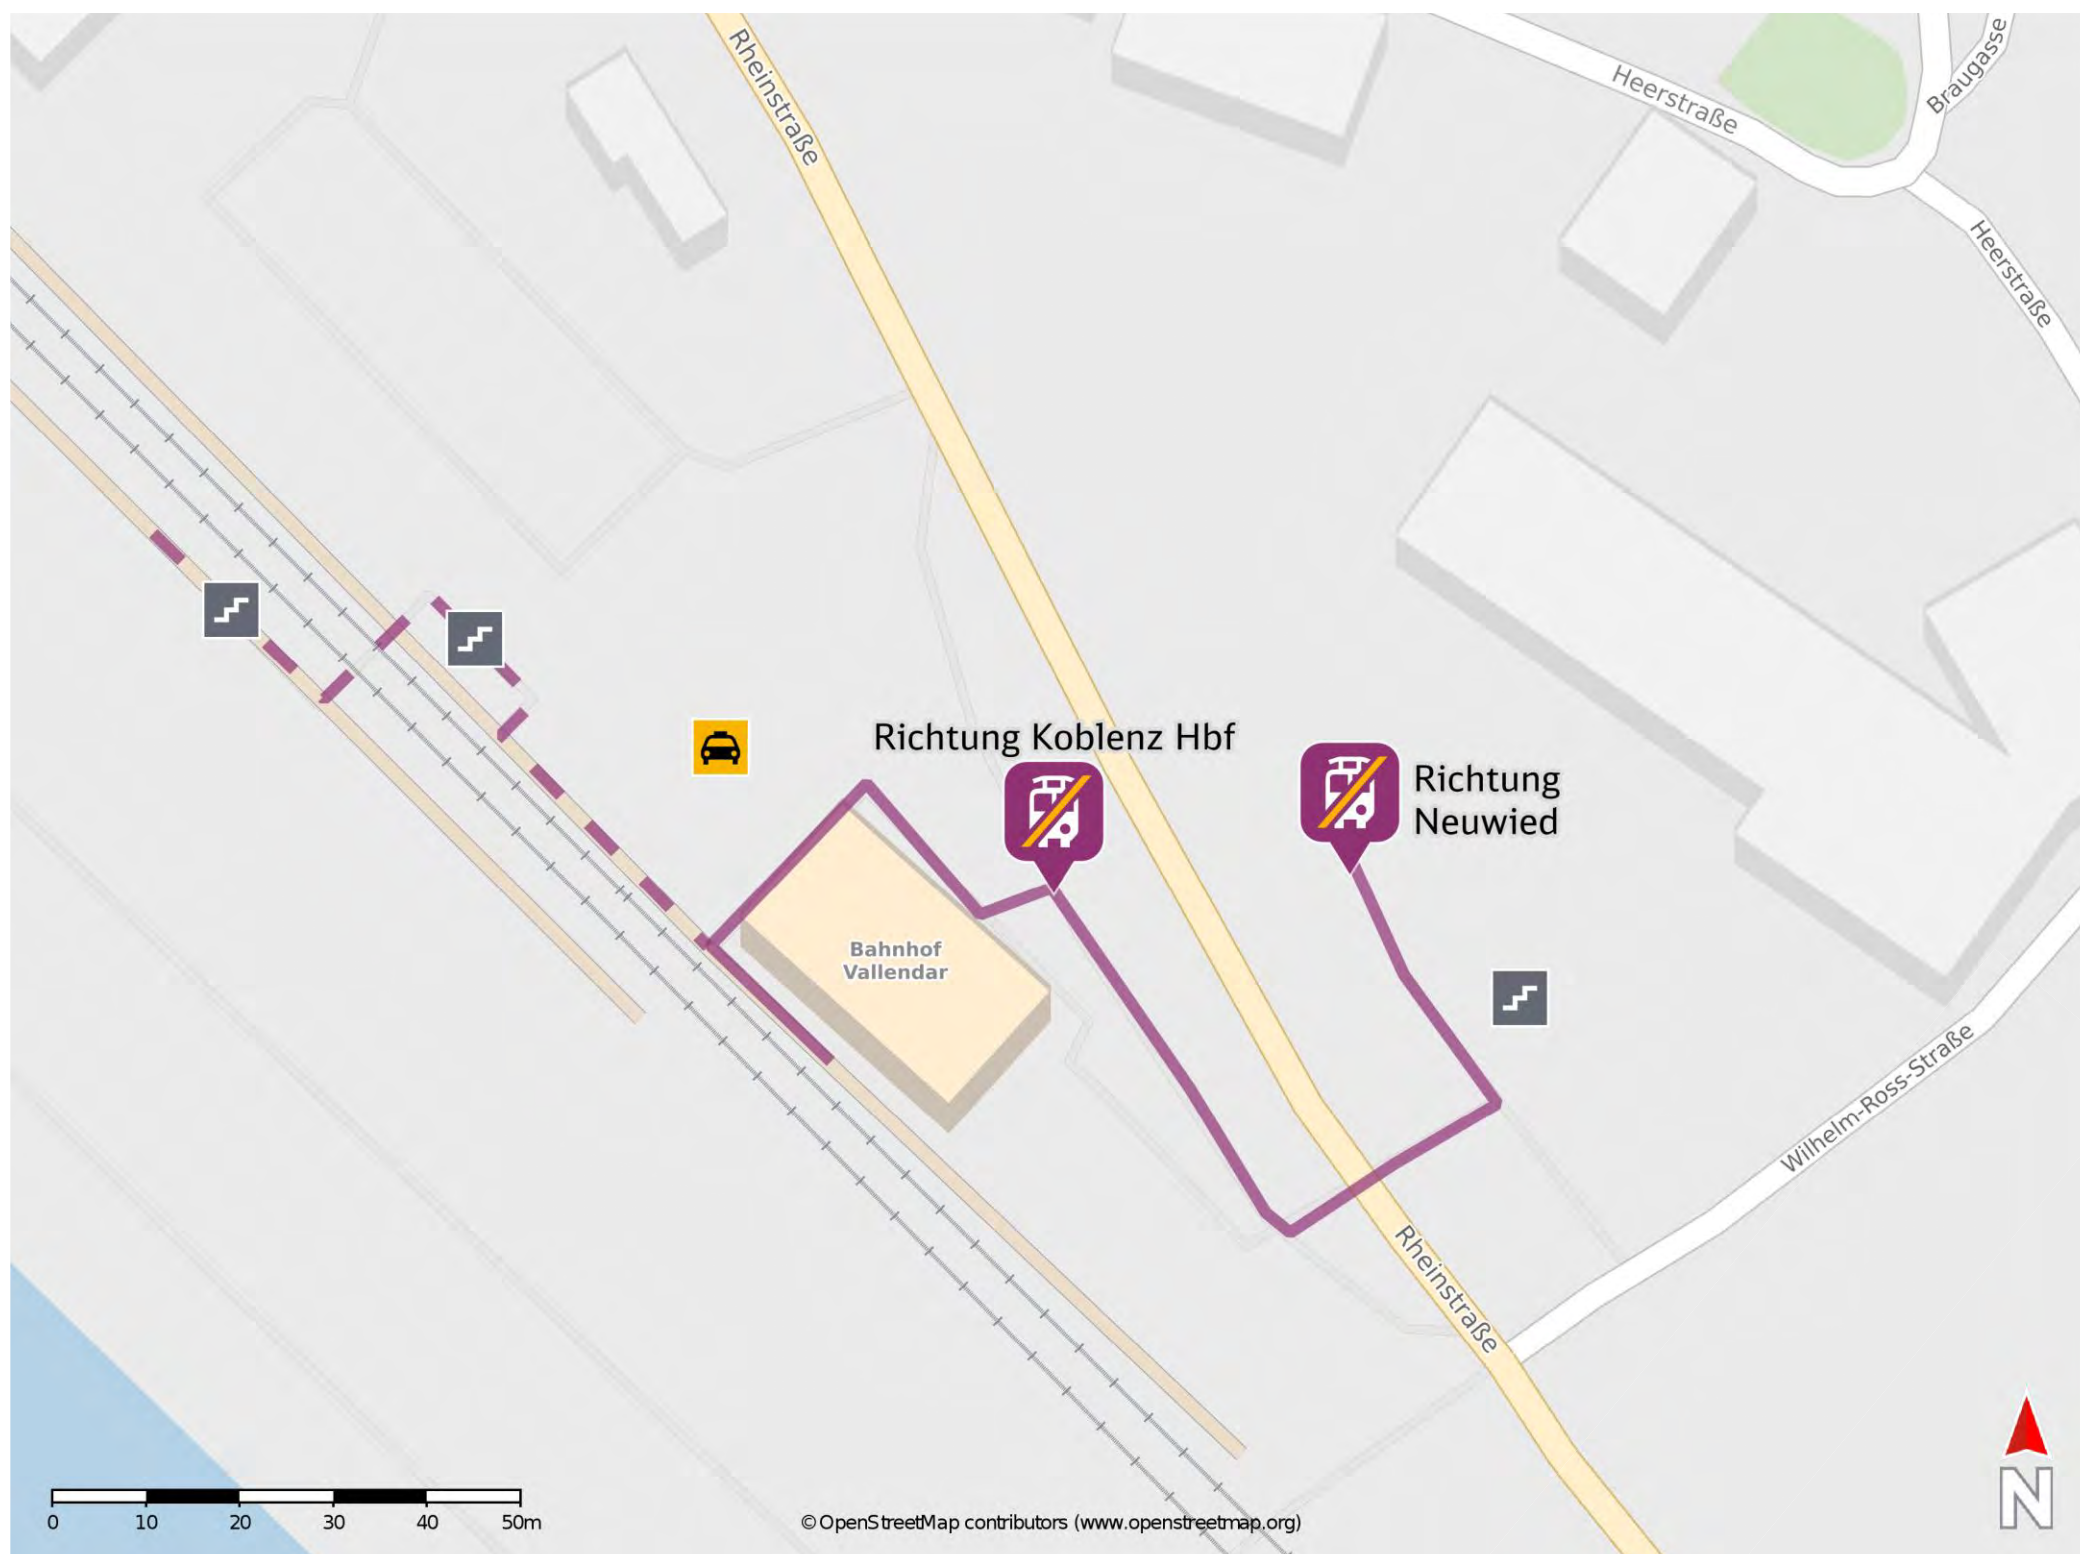 Rheinstraße
Heerstraße
Braugasse
Heerstraße
Richtung Koblenz Hbf
Richtung
Neuwied
Bahnhof
Vallendar
Wilhelm-Ross-Straße
Rheinstraße
0 10 20 30 40 50m
© OpenStreetMap contributors (www.openstreetmap.org)
N